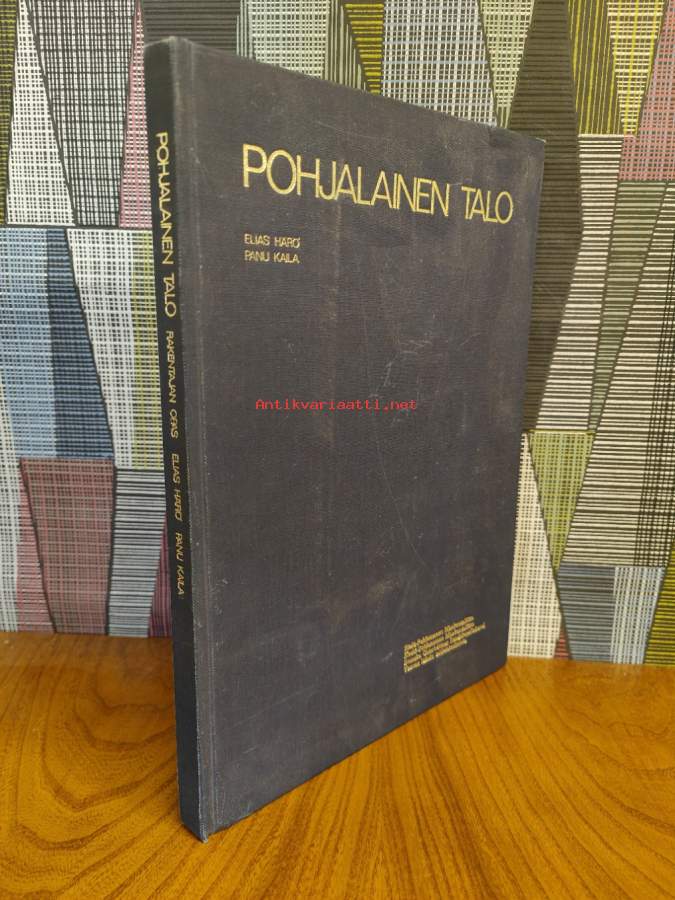 POHJALAINEN TALO
ELIAS HÄRÖ
PANU KAILA
POHJALAINEN TALO RAKENTAJAN OPAS ELIAS HÄRÖ PANU KAILA
Antikvariaatti.net